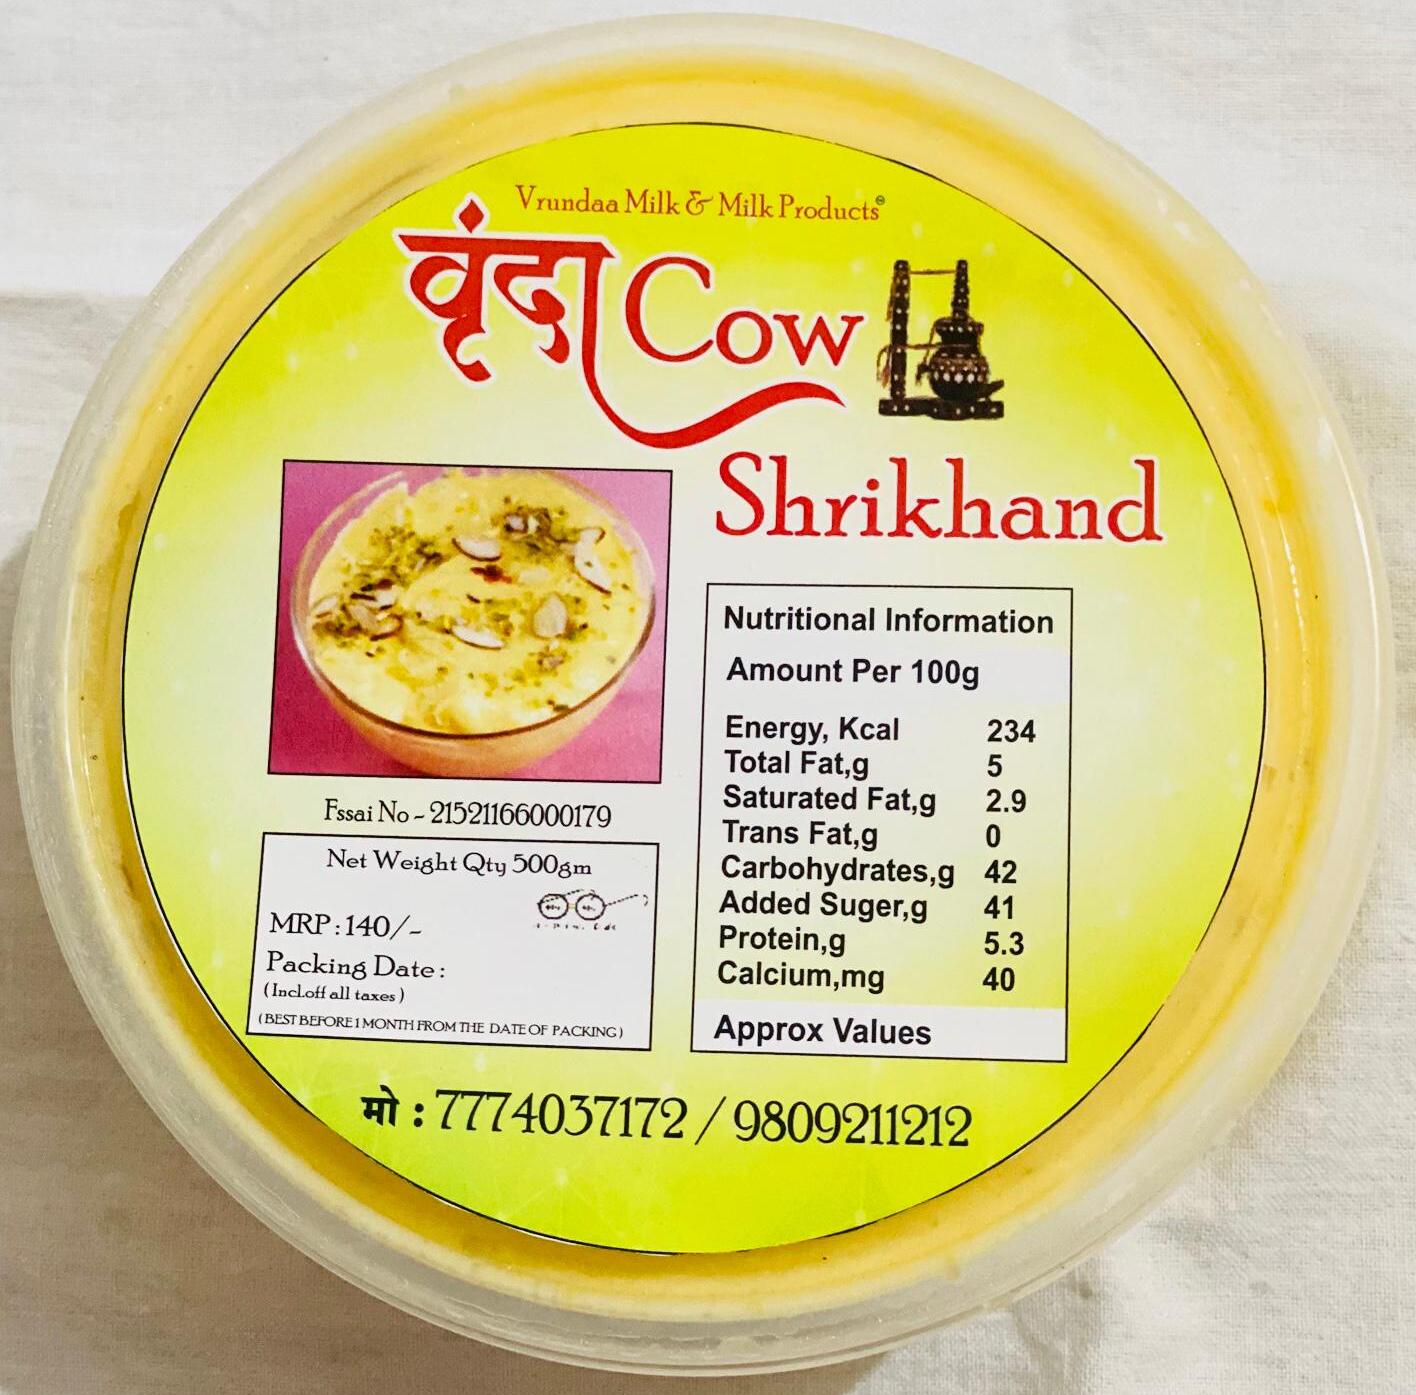 Vrundaa Milk & Milk Products
वृंदा Cow
Shrikhand
Fssai No - 21521166000179
Net Weight Qty 500gm
MRP : 140/-
Packing Date :
(Incl.off all taxes)
(BEST BEFORE 1 MONTH FROM THE DATE OF PACKING)
Nutritional Information
Amount Per 100g
Energy, Kcal 234
Total Fat,g 5
Saturated Fat,g 2.9
Trans Fat,g 0
Carbohydrates,g 42
Added Suger,g 41
Protein,g 5.3
Calcium,mg 40
Approx Values
मो : 7774037172 / 9809211212